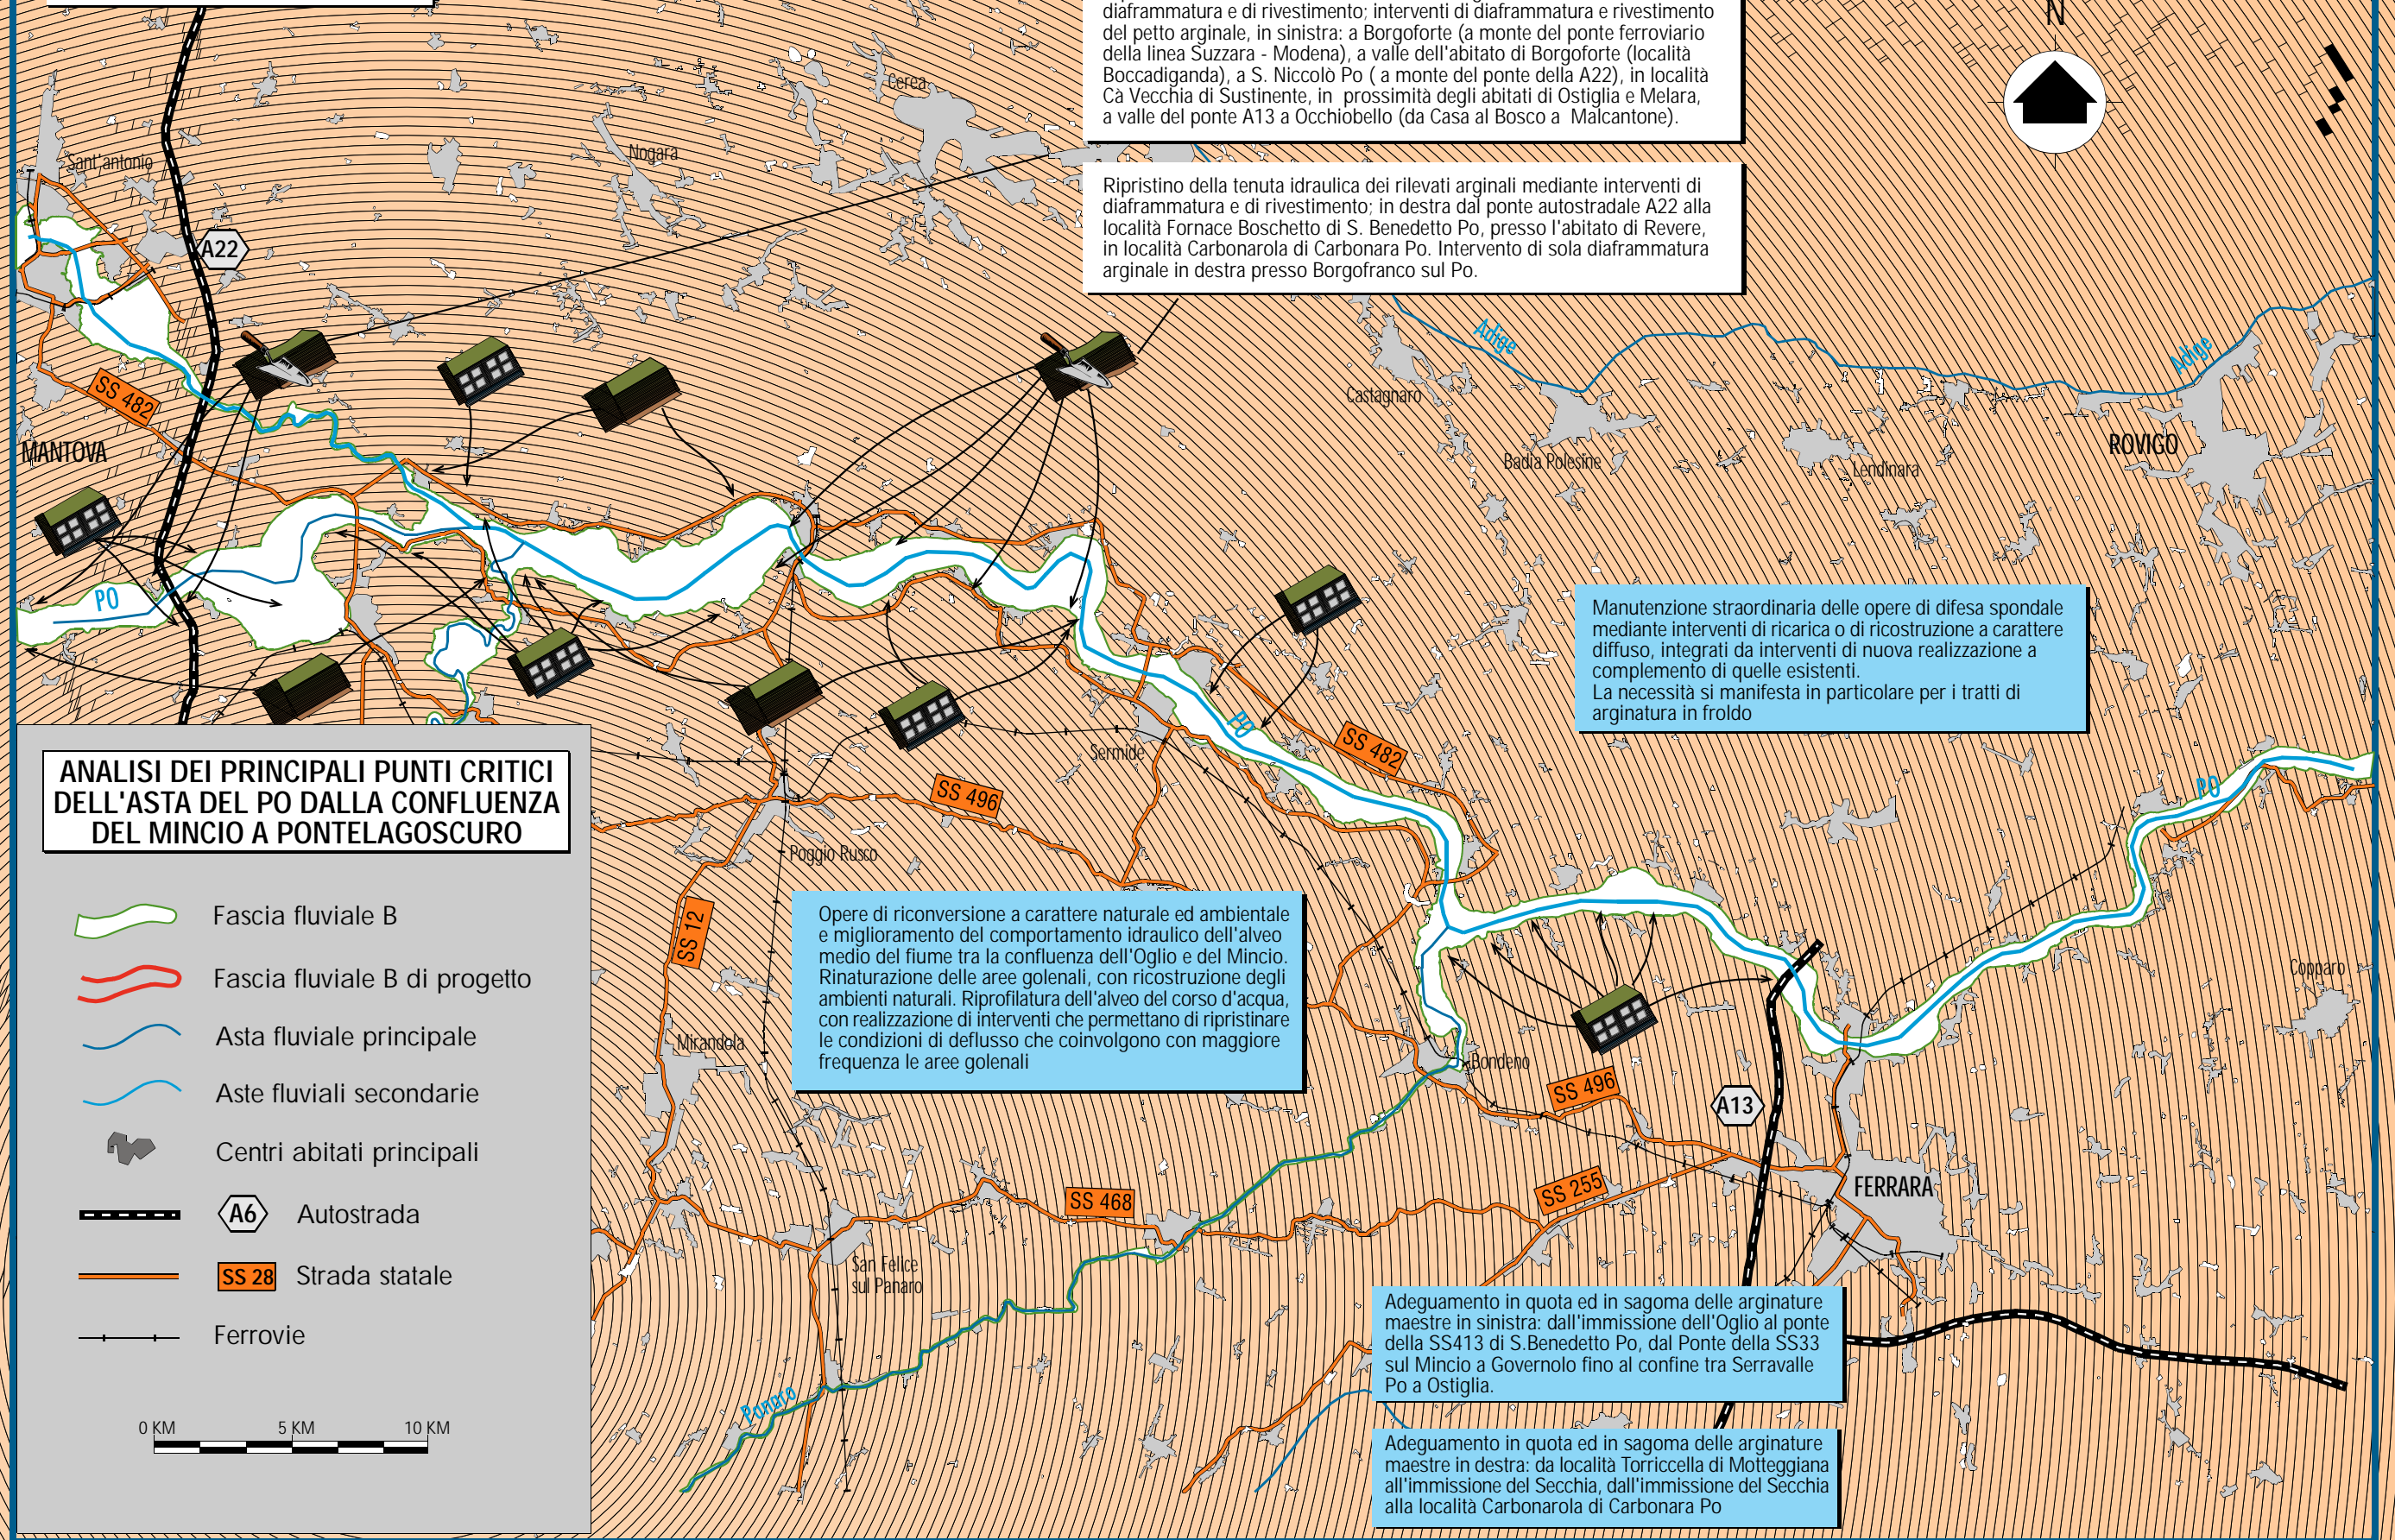 diaframmatura e di rivestimento; interventi di diaframmatura e rivestimento
del petto arginale, in sinistra: a Borgoforte (a monte del ponte ferroviario
della linea Suzzara - Modena), a valle dell'abitato di Borgoforte (località
Boccadiganda), a S. Niccolò Po ( a monte del ponte della A22), in località
Cà Vecchia di Sustinente, in prossimità degli abitati di Ostiglia e Melara,
a valle del ponte A13 a Occhiobello (da Casa al Bosco a Malcantone).
N
Ripristino della tenuta idraulica dei rilevati arginali mediante interventi di
diaframmatura e di rivestimento; in destra dal ponte autostradale A22 alla
località Fornace Boschetto di S. Benedetto Po, presso l'abitato di Revere,
in località Carbonarola di Carbonara Po. Intervento di sola diaframmatura
arginale in destra presso Borgofranco sul Po.
Cerea
Nogara
Sant'antonio
A22
Adige
Adige
SS 482
Castagnaro
MANTOVA
Badia Polesine
Lendinara
ROVIGO
PO
Manutenzione straordinaria delle opere di difesa spondale
mediante interventi di ricarica o di ricostruzione a carattere
diffuso, integrati da interventi di nuova realizzazione a
complemento di quelle esistenti.
La necessità si manifesta in particolare per i tratti di
arginatura in froldo
PO
Sermide
SS 482
SS 496
PO
Poggio Rusco
SS 12
Opere di riconversione a carattere naturale ed ambientale
e miglioramento del comportamento idraulico dell'alveo
medio del fiume tra la confluenza dell'Oglio e del Mincio.
Rinaturazione delle aree golenali, con ricostruzione degli
ambienti naturali. Riprofilatura dell'alveo del corso d'acqua,
con realizzazione di interventi che permettano di ripristinare
le condizioni di deflusso che coinvolgono con maggiore
frequenza le aree golenali
Copparo
Mirandola
Bondeno
SS 496
A13
FERRARA
SS 468
SS 255
San Felice
sul Panaro
Panaro
Adeguamento in quota ed in sagoma delle arginature
maestre in sinistra: dall'immissione dell'Oglio al ponte
della SS413 di S.Benedetto Po, dal Ponte della SS33
sul Mincio a Governolo fino al confine tra Serravalle
Po a Ostiglia.
Adeguamento in quota ed in sagoma delle arginature
maestre in destra: da località Torriccella di Motteggiana
all'immissione del Secchia, dall'immissione del Secchia
alla località Carbonarola di Carbonara Po
ANALISI DEI PRINCIPALI PUNTI CRITICI
DELL'ASTA DEL PO DALLA CONFLUENZA
DEL MINCIO A PONTELAGOSCURO
Fascia fluviale B
Fascia fluviale B di progetto
Asta fluviale principale
Aste fluviali secondarie
Centri abitati principali
A6 Autostrada
SS 28 Strada statale
Ferrovie
0 KM 5 KM 10 KM